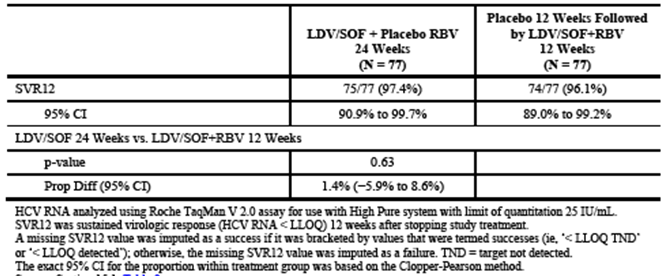 LDV/SOF + Placebo RBV
24 Weeks
(N = 77)
Placebo 12 Weeks Followed
by LDV/SOF+RBV
12 Weeks
(N = 77)
SVR12 75/77 (97.4%) 74/77 (96.1%)
95% CI 90.9% to 99.7% 89.0% to 99.2%
LDV/SOF 24 Weeks vs. LDV/SOF+RBV 12 Weeks
p-value 0.63
Prop Diff (95% CI) 1.4% (−5.9% to 8.6%)
HCV RNA analyzed using Roche TaqMan V 2.0 assay for use with High Pure system with limit of quantitation 25 IU/mL.
SVR12 was sustained virologic response (HCV RNA < LLOQ) 12 weeks after stopping study treatment.
A missing SVR12 value was imputed as a success if it was bracketed by values that were termed successes (ie, ‘< LLOQ TND’
or ‘< LLOQ detected’); otherwise, the missing SVR12 value was imputed as a failure. TND = target not detected.
The exact 95% CI for the proportion within treatment group was based on the Clopper-Pearson method.